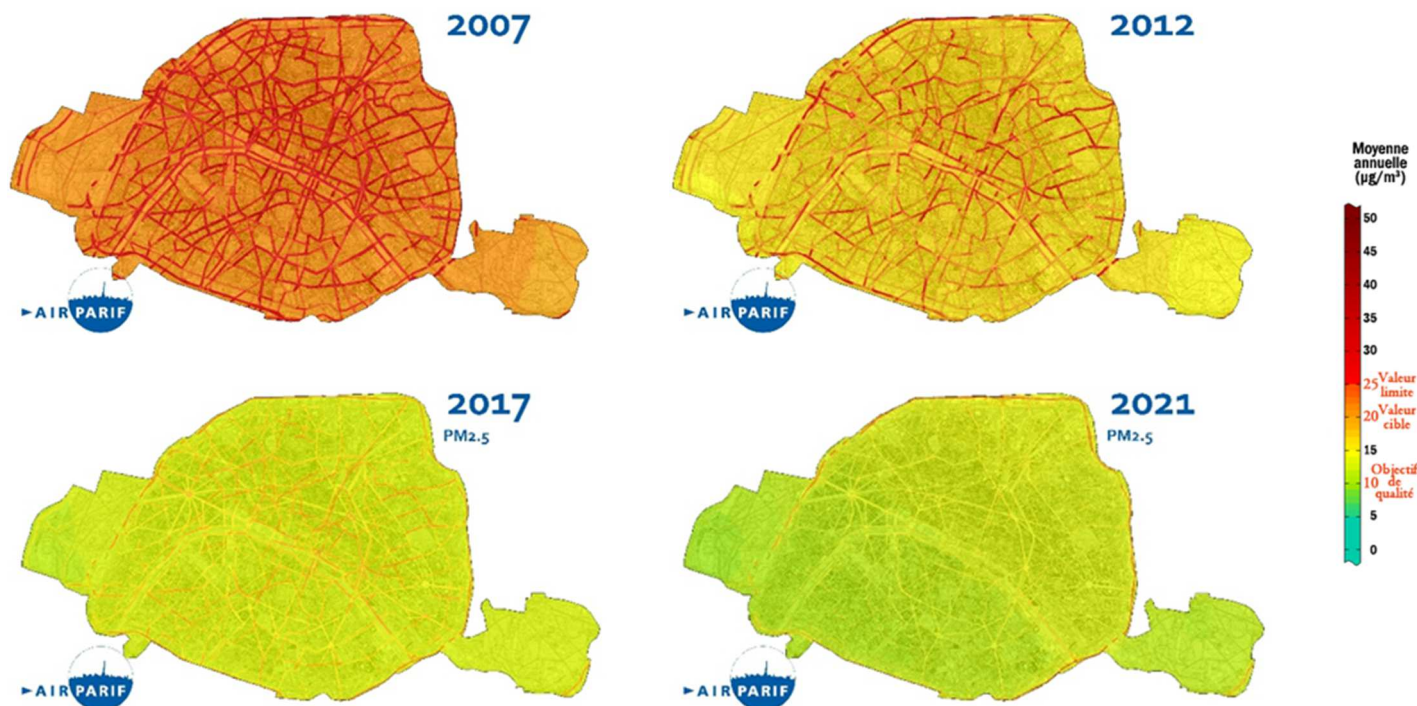 2007
2012
AIRPARIF
AIRPARIF
2017
PM2.5
2021
PM2.5
AIRPARIF
AIRPARIF
Moyenne
annuelle
(µg/m³)
50
45
40
35
30
25 Valeur
limite
20 Valeur
cible
15
Objectif
10 de
qualité
5
0